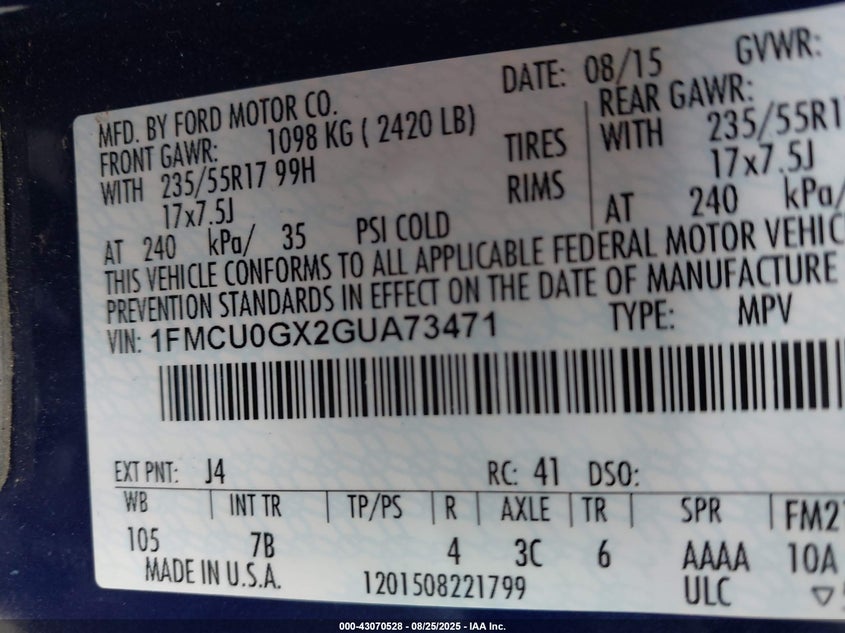 MFD. BY FORD MOTOR CO.
DATE: 08/15
GVWR:
FRONT GAWR: 1098 KG ( 2420 LB)
REAR GAWR:
WITH 235/55R17 99H
TIRES
WITH 235/55R1
17x7.5J
RIMS
17x7.5J
AT 240 kPa/ 35 PSI COLD
AT 240 kPa/
THIS VEHICLE CONFORMS TO ALL APPLICABLE FEDERAL MOTOR VEHIC
PREVENTION STANDARDS IN EFFECT ON THE DATE OF MANUFACTURE
VIN: 1FMCU0GX2GUA73471
TYPE: MPV
EXT PNT: J4 RC: 41 DSO:
WB INT TR TP/PS R AXLE TR SPR FM2
105 7B 4 3C 6 AAAA 10A
MADE IN U.S.A. 1201508221799 ULC
000-43070528 - 08/25/2025 - IAA Inc.